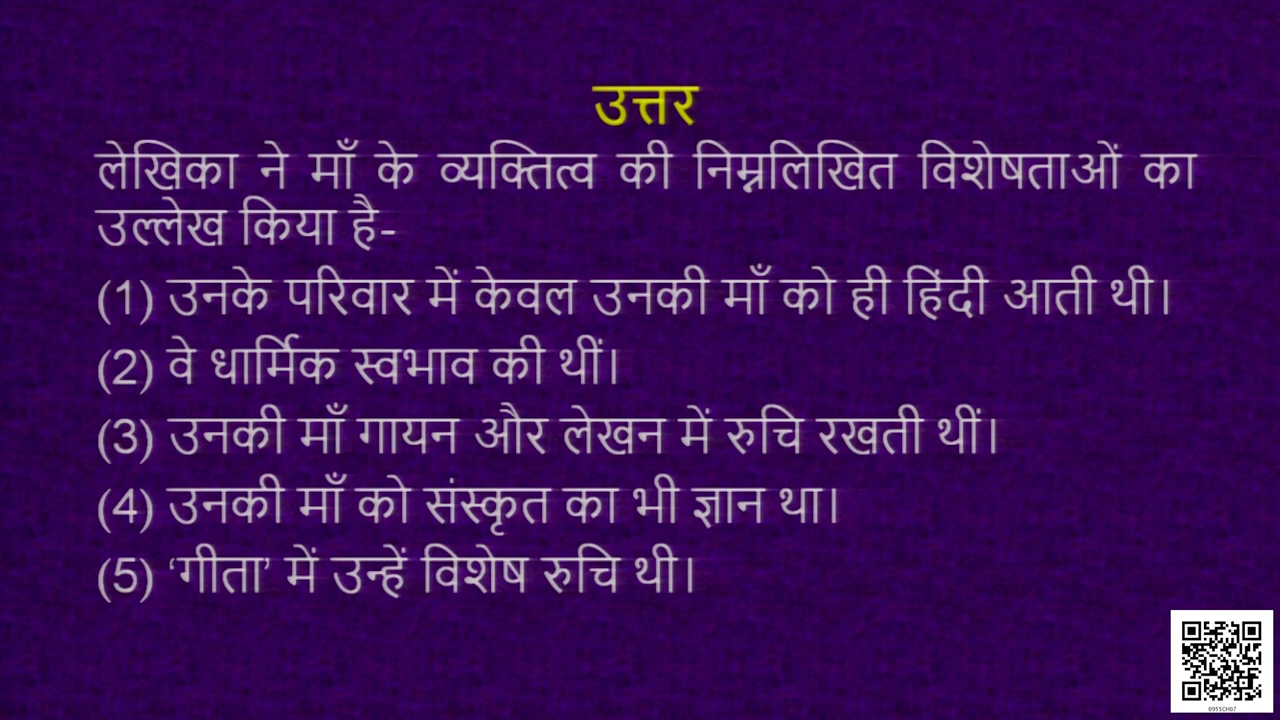 उत्तर
लेखिका ने माँ के व्यक्तित्व की निम्नलिखित विशेषताओं का
उल्लेख किया है-
(1) उनके परिवार में केवल उनकी माँ को ही हिंदी आती थी।
(2) वे धार्मिक स्वभाव की थीं।
(3) उनकी माँ गायन और लेखन में रुचि रखती थीं।
(4) उनकी माँ को संस्कृत का भी ज्ञान था।
(5) ‘गीता’ में उन्हें विशेष रुचि थी।
0955CH07